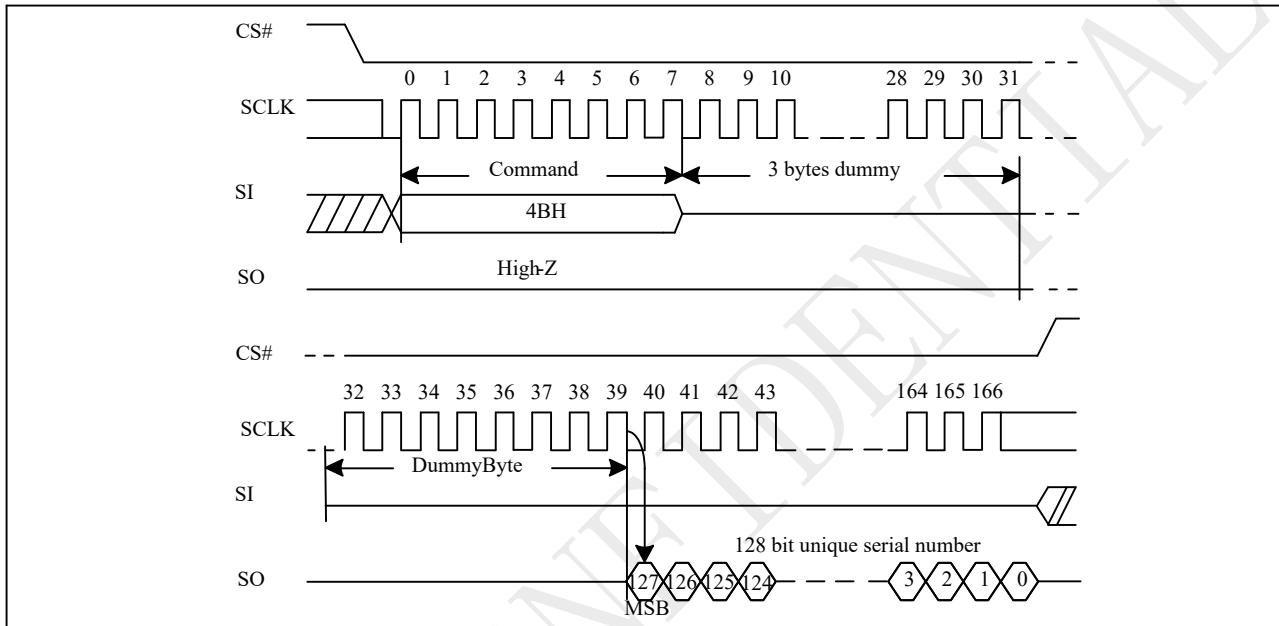 CS#
0 1 2 3 4 5 6 7 8 9 10 28 29 30 31
SCLK
Command 3 bytes dummy
SI
4BH
High-Z
SO
CS#
32 33 34 35 36 37 38 39 40 41 42 43 164 165 166
SCLK
DummyByte
SI
128 bit unique serial number
SO 127 126 125 124 3 2 1 0
MSB